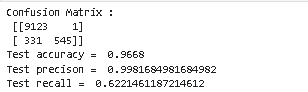 Confusion Matrix :
[[9123 1]
[ 331 545]]
Test accuracy = 0.9668
Test precison = 0.9981684981684982
Test recall = 0.6221461187214612